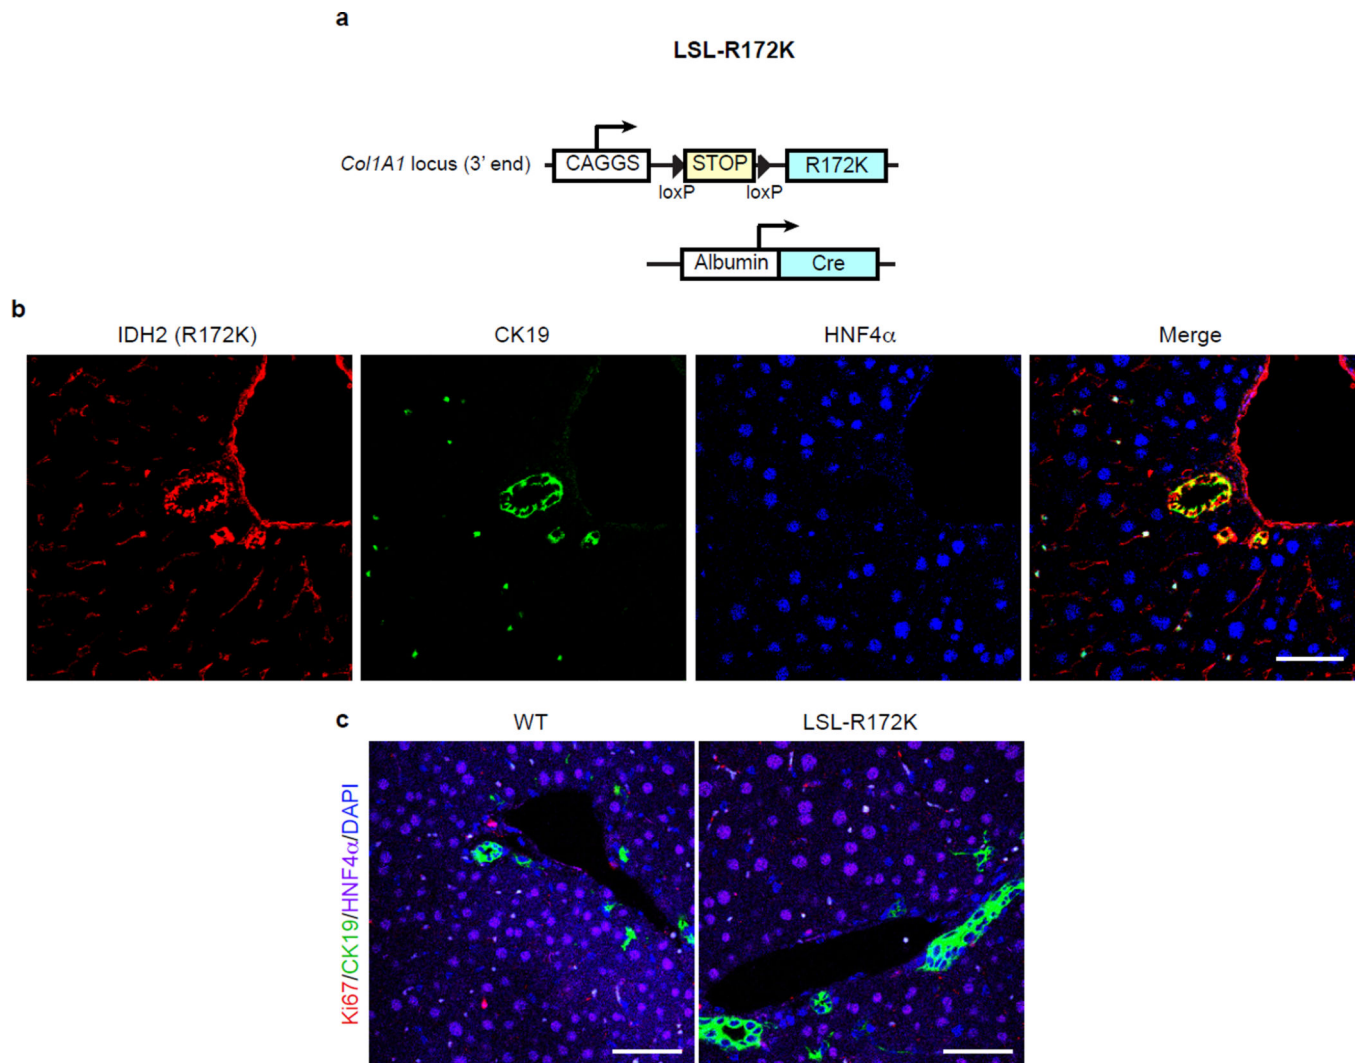 a
LSL-R172K
Col1A1 locus (3' end)
CAGGS
STOP
R172K
loxP
loxP
Albumin
Cre
b
IDH2 (R172K)
CK19
HNF4α
Merge
c
WT
LSL-R172K
Ki67/CK19/HNF4α/DAPI